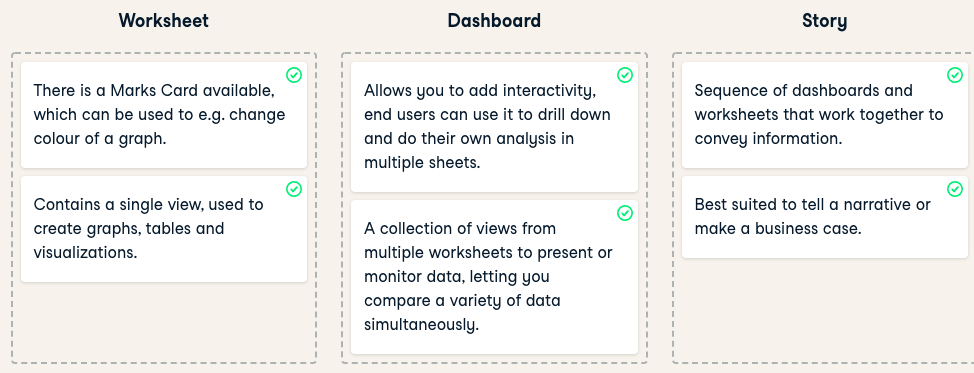 Worksheet
There is a Marks Card available,
which can be used to e.g. change
colour of a graph.
Contains a single view, used to
create graphs, tables and
visualizations.
Dashboard
Allows you to add interactivity,
end users can use it to drill down
and do their own analysis in
multiple sheets.
A collection of views from
multiple worksheets to present or
monitor data, letting you
compare a variety of data
simultaneously.
Story
Sequence of dashboards and
worksheets that work together to
convey information.
Best suited to tell a narrative or
make a business case.